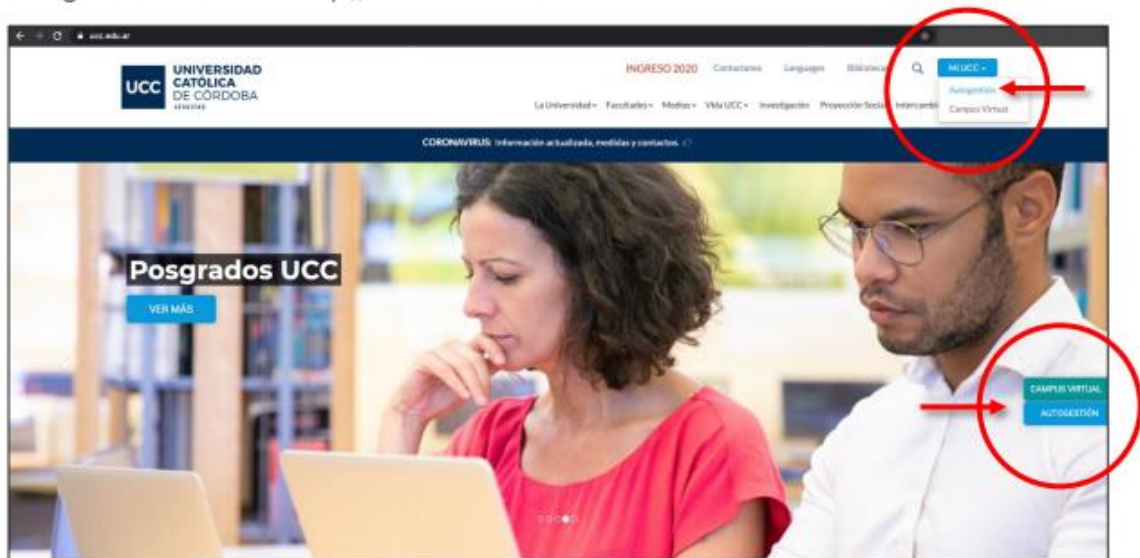 ucc.edu.ar
UCC
UNIVERSIDAD
CATÓLICA
DE CÓRDOBA
JESUITAS
INGRESO 2020 Contactanos Languages Biblioteca MI UCC
La Universidad Facultades Medios Vida UCC Investigación Proyección Social
Autogestión
Campus Virtual
CORONAVIRUS: Información actualizada, medidas y contactos.
Posgrados UCC
VER MÁS
CAMPUS VIRTUAL
AUTOGESTIÓN